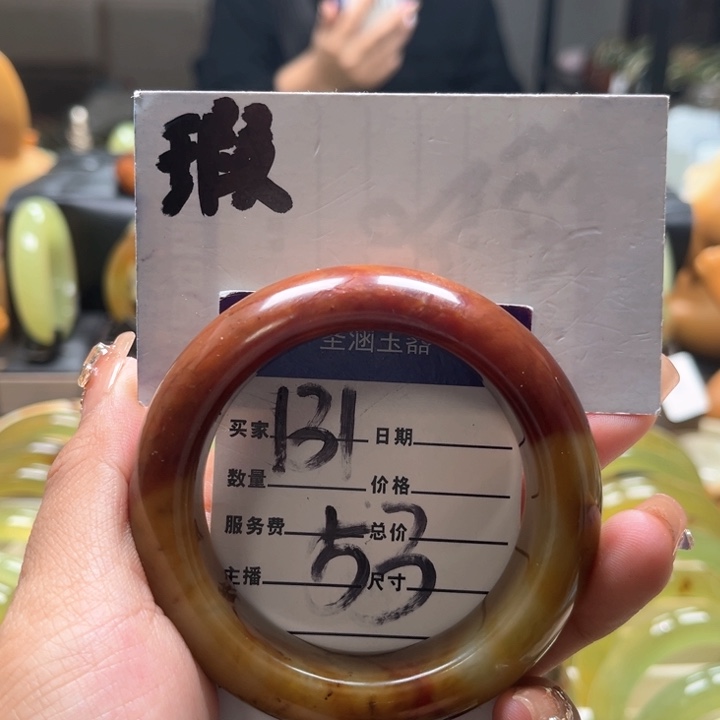 瑕
圣涵玉器
买家 131 日期
数量 价格
服务费 总价
主播 53 尺寸